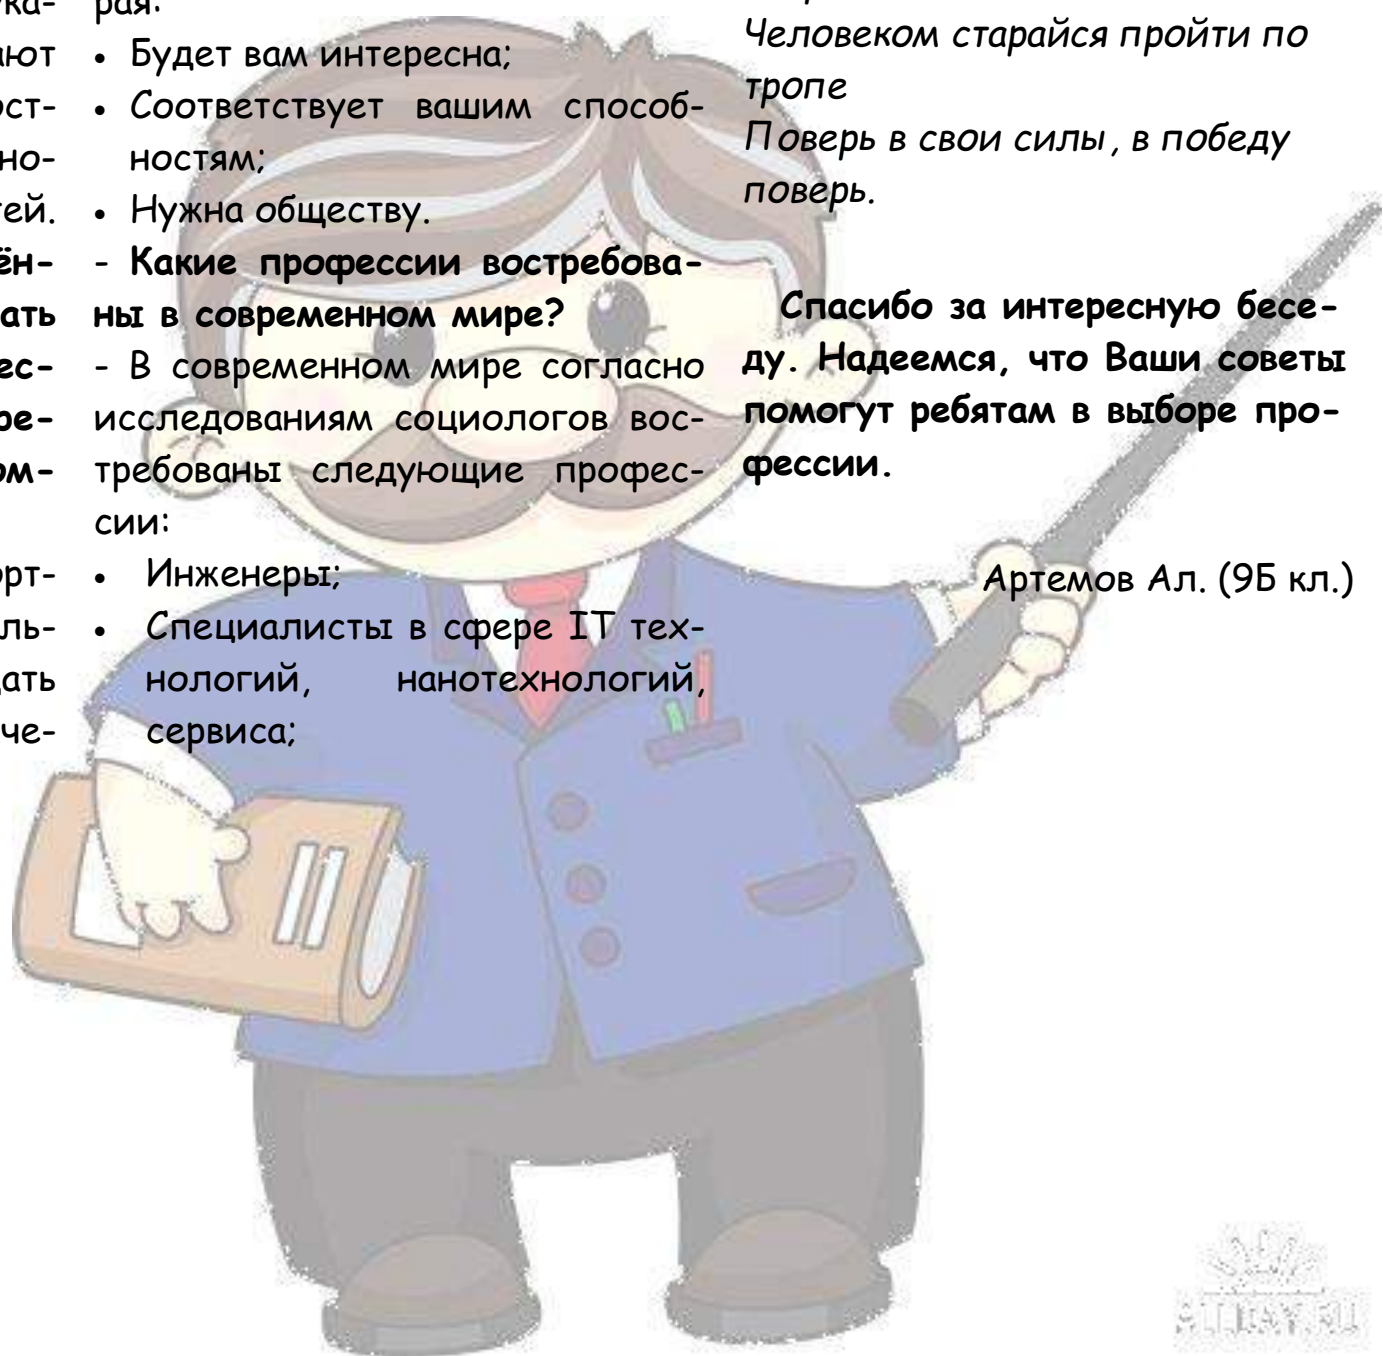 рая:
• Будет вам интересна;
• Соответствует вашим способ-
ностям;
• Нужна обществу.
- Какие профессии востребова-
ны в современном мире?
- В современном мире согласно
исследованиям социологов вос-
требованы следующие профес-
сии:
• Инженеры;
• Специалисты в сфере IT тех-
нологий, нанотехнологий,
сервиса;
Человеком старайся пройти по
тропе
Поверь в свои силы, в победу
поверь.
Спасибо за интересную бесе-
ду. Надеемся, что Ваши советы
помогут ребятам в выборе про-
фессии.
Артемов Ал. (9Б кл.)
ALLDAY.RU